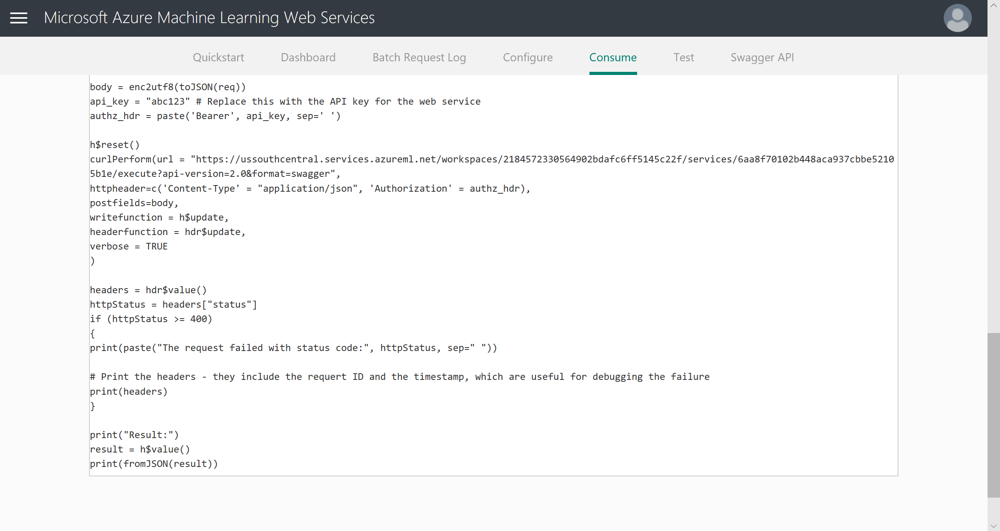 Microsoft Azure Machine Learning Web Services
Quickstart Dashboard Batch Request Log Configure Consume Test Swagger API
body = enc2utf8(toJSON(req))
api_key = "abc123" # Replace this with the API key for the web service
authz_hdr = paste('Bearer', api_key, sep=' ')
h$reset()
curlPerform(url = "https://ussouthcentral.services.azureml.net/workspaces/2184572330564902bdafc6ff5145c22f/services/6aa8f70102b448aca937cbbe5210
5b1e/execute?api-version=2.0&format=swagger",
httpheader=c('Content-Type' = "application/json", 'Authorization' = authz_hdr),
postfields=body,
writefunction = h$update,
headerfunction = hdr$update,
verbose = TRUE
)
headers = hdr$value()
httpStatus = headers["status"]
if (httpStatus >= 400)
{
print(paste("The request failed with status code:", httpStatus, sep=" "))
# Print the headers - they include the requert ID and the timestamp, which are useful for debugging the failure
print(headers)
}
print("Result:")
result = h$value()
print(fromJSON(result))